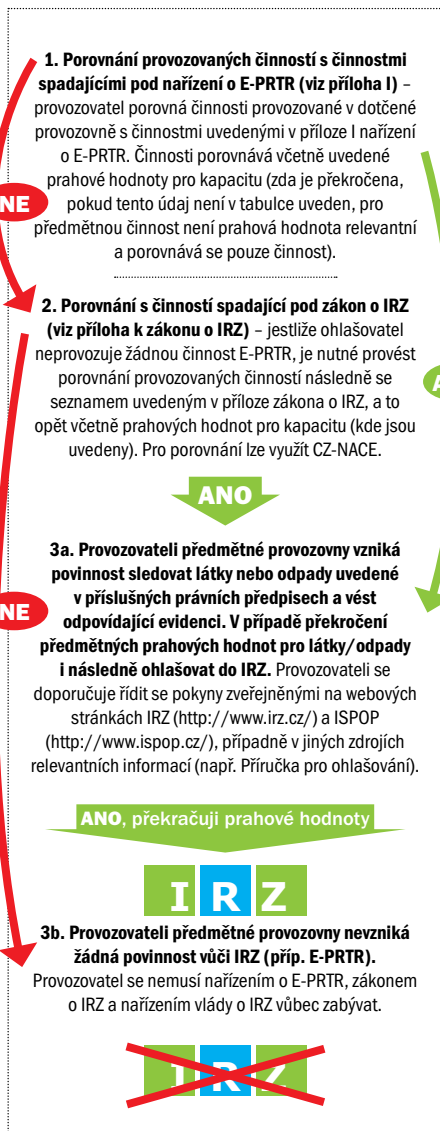 1. Porovnání provozovaných činností s činnostmi
spadajícími pod nařízení o E-PRTR (viz příloha I) –
provozovatel porovná činnosti provozované v dotčené
provozovně s činnostmi uvedenými v příloze I nařízení
o E-PRTR. Činnosti porovnává včetně uvedené
prahové hodnoty pro kapacitu (zda je překročena,
NE
pokud tento údaj není v tabulce uveden, pro
předmětnou činnost není prahová hodnota relevantní
a porovnává se pouze činnost).
2. Porovnání s činností spadající pod zákon o IRZ
(viz příloha k zákonu o IRZ) – jestliže ohlašovatel
neprovozuje žádnou činnost E-PRTR, je nutné provést
porovnání provozovaných činností následně se
seznamem uvedeným v příloze zákona o IRZ, a to
A
opět včetně prahových hodnot pro kapacitu (kde jsou
uvedeny). Pro porovnání lze využít CZ-NACE.
ANO
3a. Provozovateli předmětné provozovny vzniká
povinnost sledovat látky nebo odpady uvedené
v příslušných právních předpisech a vést
NE
odpovídající evidenci. V případě překročení
předmětných prahových hodnot pro látky/odpady
i následně ohlašovat do IRZ. Provozovateli se
doporučuje řídit se pokyny zveřejněnými na webových
stránkách IRZ (http://www.irz.cz/) a ISPOP
(http://www.ispop.cz/), případně v jiných zdrojích
relevantních informací (např. Příručka pro ohlašování).
ANO, překračuji prahové hodnoty
I R Z
3b. Provozovateli předmětné provozovny nevzniká
žádná povinnost vůči IRZ (příp. E-PRTR).
Provozovatel se nemusí nařízením o E-PRTR, zákonem
o IRZ a nařízením vlády o IRZ vůbec zabývat.
I R Z